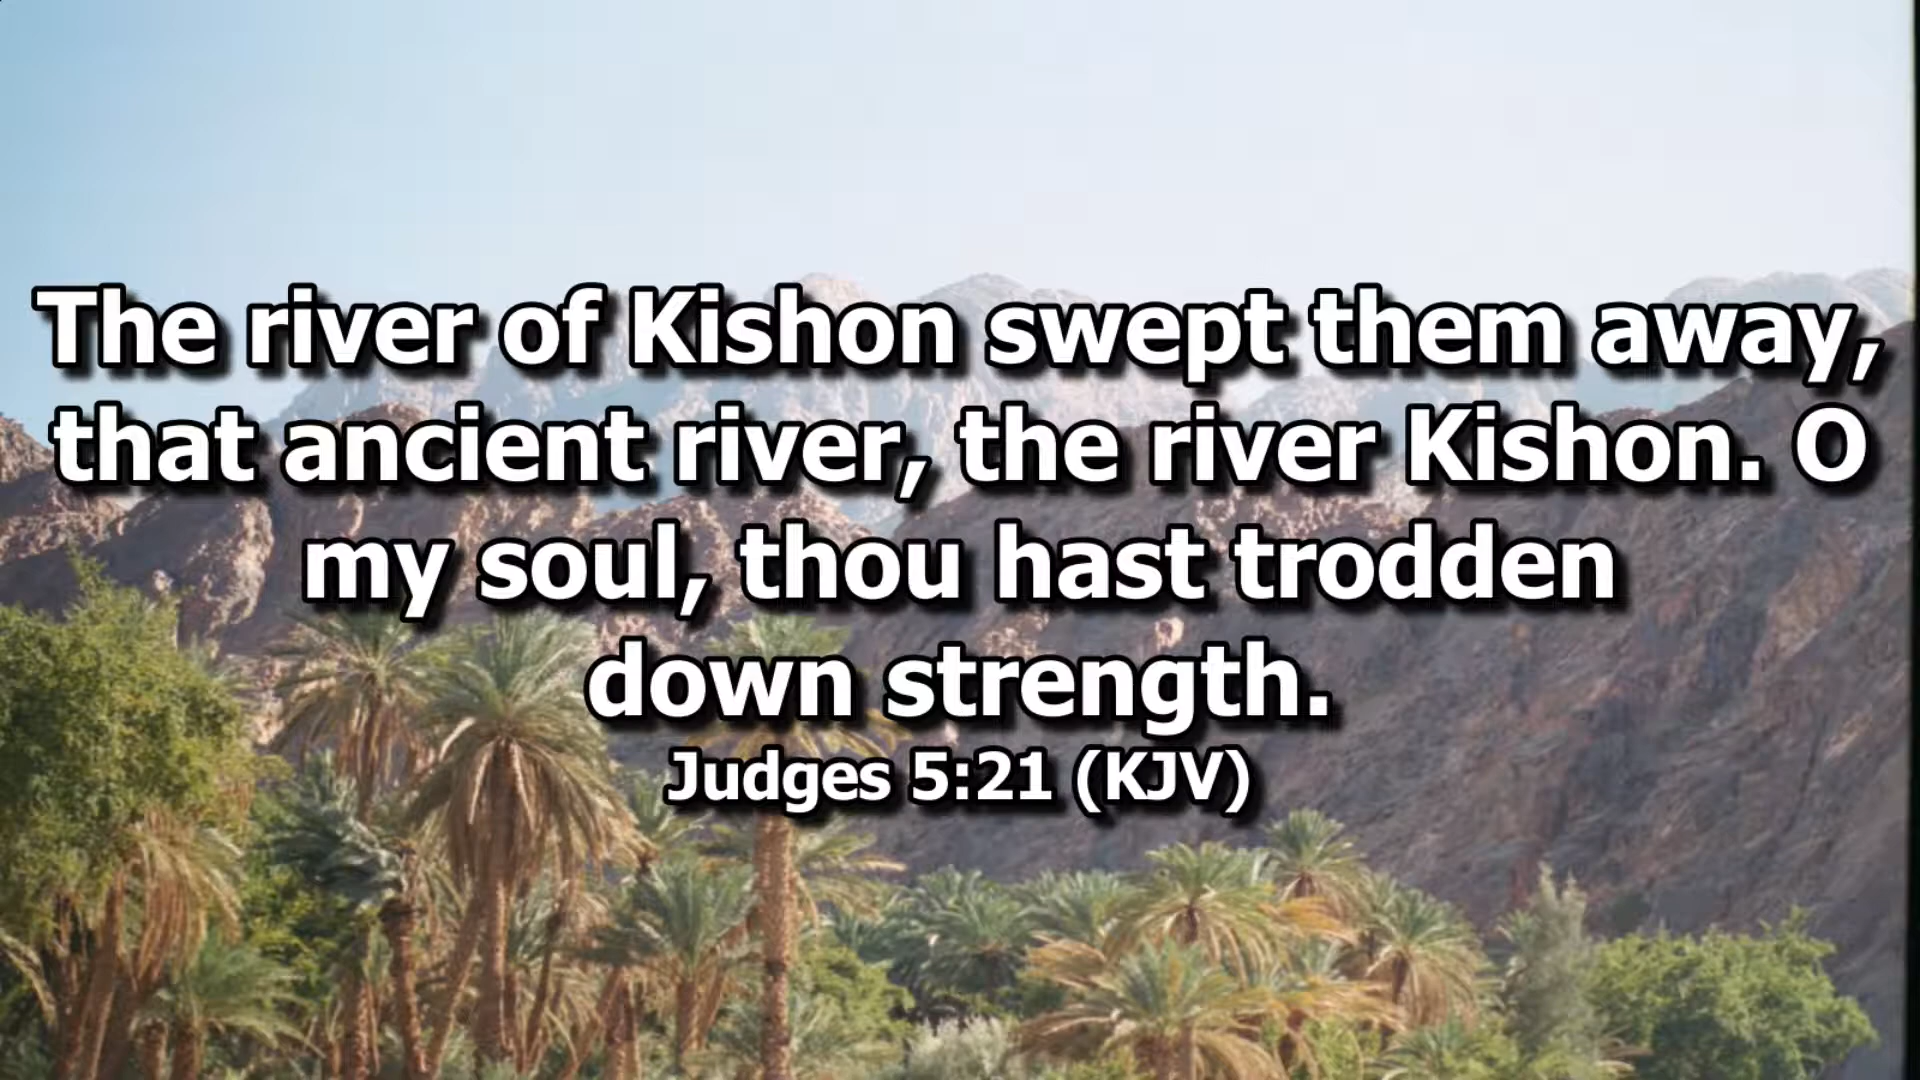 The river of Kishon swept them away,
that ancient river, the river Kishon. O
my soul, thou hast trodden
down strength.
Judges 5:21 (KJV)